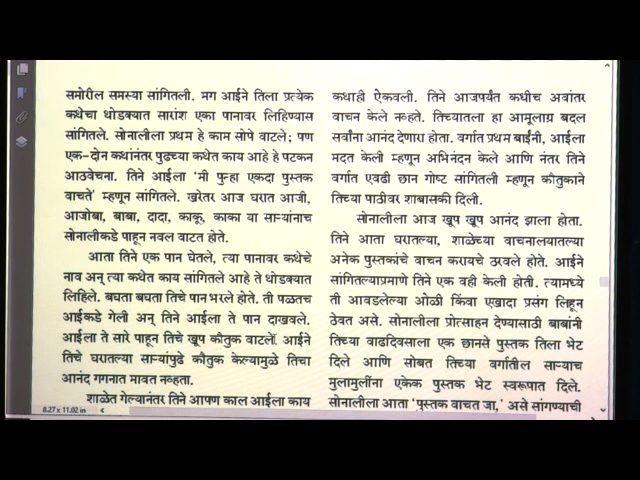 समोरील समस्या सांगितली. मग आईने तिला प्रत्येक
कथेचा थोडक्यात सारांश एका पानावर लिहिण्यास
सांगितले. सोनालीला प्रथम हे काम सोपे वाटले; पण
एक-दोन कथांनंतर पुढच्या कथेत काय आहे हे पटकन
आठवेचना. तिने आईला ‘मी पुन्हा एकदा पुस्तक
वाचते’ म्हणून सांगितले. खरेतर आज घरात आजी,
आजोबा, बाबा, दादा, काकू, काका या साऱ्यांनाच
सोनालीकडे पाहून नवल वाटत होते.
आता तिने एक पान घेतले, त्या पानावर कथेचे
नाव अन् त्या कथेत काय सांगितले आहे ते थोडक्यात
लिहिले. बघता बघता तिचे पान भरले होते. ती पळतच
आईकडे गेली अन् तिने आईला ते पान दाखवले.
आईला ते सारे पाहून तिचे खूप कौतुक वाटले. आईने
तिचे घरातल्या साऱ्यांपुढे कौतुक केल्यामुळे तिचा
आनंद गगनात मावत नव्हता.
शाळेत गेल्यानंतर तिने आपण काल आईला काय
कथाही ऐकवली. तिने आजपर्यंत कधीच अवांतर
वाचन केले नव्हते. तिच्यातला हा आमूलाग्र बदल
सर्वांना आनंद देणारा होता. वर्गात प्रथम बाईंनी, आईला
मदत केली म्हणून अभिनंदन केले आणि नंतर तिने
वर्गात एवढी छान गोष्ट सांगितली म्हणून कौतुकाने
तिच्या पाठीवर शाबासकी दिली.
सोनालीला आज खूप खूप आनंद झाला होता.
तिने आता घरातल्या, शाळेच्या वाचनालयातल्या
अनेक पुस्तकांचे वाचन करायचे ठरवले होते. आईने
सांगितल्याप्रमाणे तिने एक वही केली होती. त्यामध्ये
ती आवडलेल्या ओळी किंवा एखादा प्रसंग लिहून
ठेवत असे. सोनालीला प्रोत्साहन देण्यासाठी बाबांनी
तिच्या वाढदिवसाला एक छानसे पुस्तक तिला भेट
दिले आणि सोबत तिच्या वर्गातील साऱ्याच
मुलामुलींना एकेक पुस्तक भेट स्वरूपात दिले.
सोनालीला आता ‘पुस्तक वाचत जा,’ असे सांगण्याची
8.27 x 11.02 in